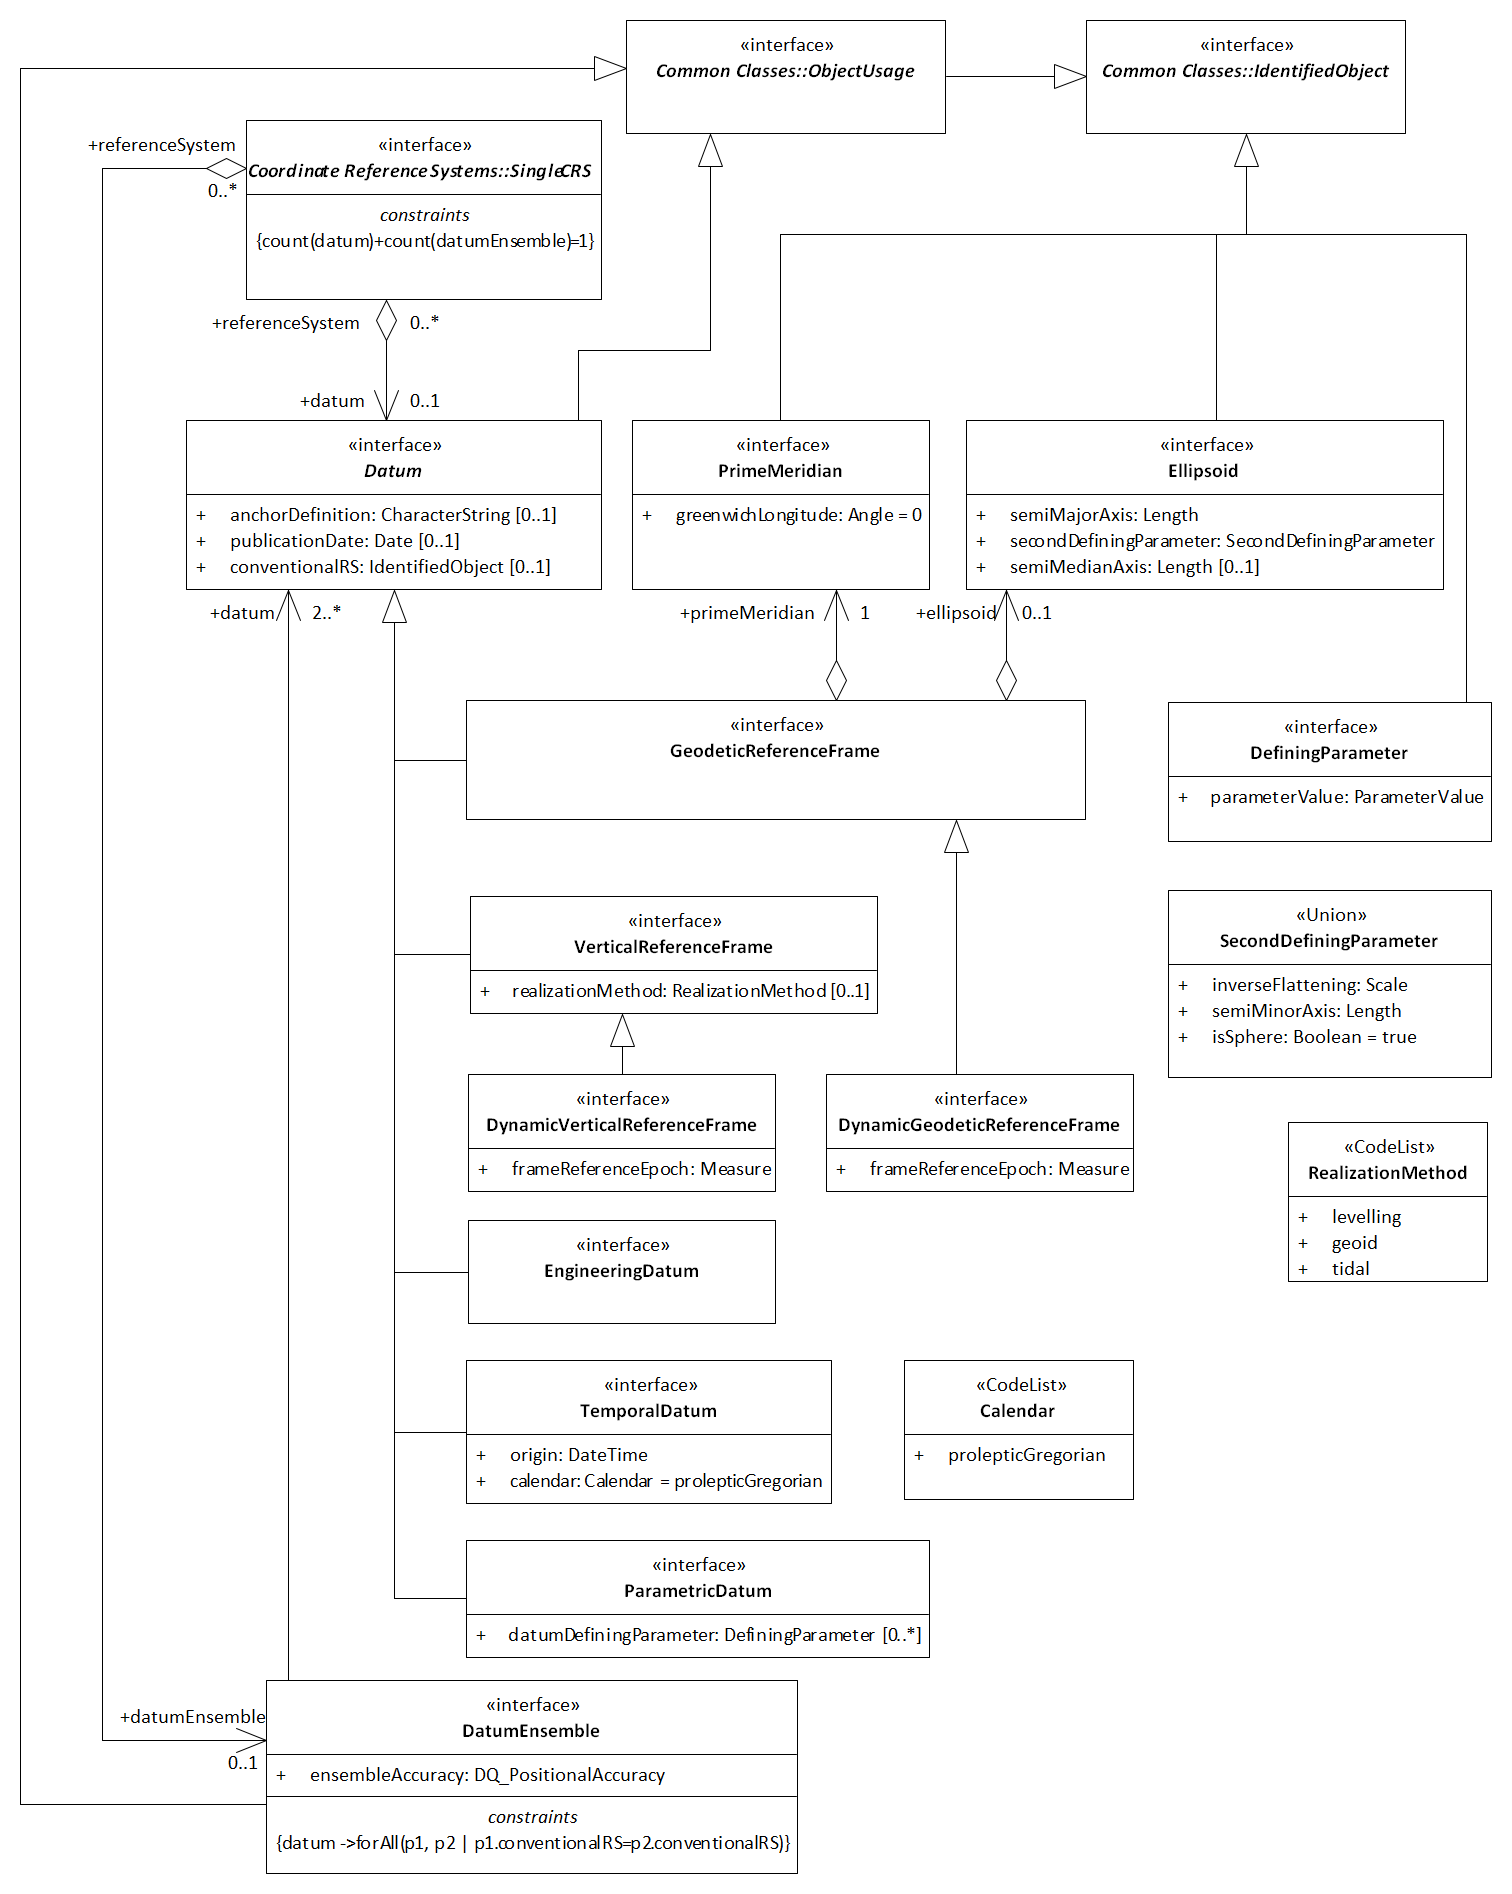 «interface»
Common Classes::ObjectUsage
«interface»
Common Classes::IdentifiedObject
+referenceSystem
0..*
«interface»
Coordinate Reference Systems::SingleCRS
constraints
{count(datum)+count(datumEnsemble)=1}
+referenceSystem
0..*
+datum
0..1
«interface»
Datum
+ anchorDefinition: CharacterString [0..1]
+ publicationDate: Date [0..1]
+ conventionalRS: IdentifiedObject [0..1]
«interface»
PrimeMeridian
+ greenwichLongitude: Angle = 0
«interface»
Ellipsoid
+ semiMajorAxis: Length
+ secondDefiningParameter: SecondDefiningParameter
+ semiMedianAxis: Length [0..1]
+datum
2..*
+primeMeridian
1
+ellipsoid
0..1
«interface»
GeodeticReferenceFrame
«interface»
DefiningParameter
+ parameterValue: ParameterValue
«interface»
VerticalReferenceFrame
+ realizationMethod: RealizationMethod [0..1]
«Union»
SecondDefiningParameter
+ inverseFlattening: Scale
+ semiMinorAxis: Length
+ isSphere: Boolean = true
«interface»
DynamicVerticalReferenceFrame
+ frameReferenceEpoch: Measure
«interface»
DynamicGeodeticReferenceFrame
+ frameReferenceEpoch: Measure
«CodeList»
RealizationMethod
+ levelling
+ geoid
+ tidal
«interface»
EngineeringDatum
«interface»
TemporalDatum
+ origin: DateTime
+ calendar: Calendar = prolepticGregorian
«CodeList»
Calendar
+ prolepticGregorian
«interface»
ParametricDatum
+ datumDefiningParameter: DefiningParameter [0..*]
+datumEnsemble
0..1
«interface»
DatumEnsemble
+ ensembleAccuracy: DQ_PositionalAccuracy
constraints
{datum ->forAll(p1, p2 | p1.conventionalRS=p2.conventionalRS)}